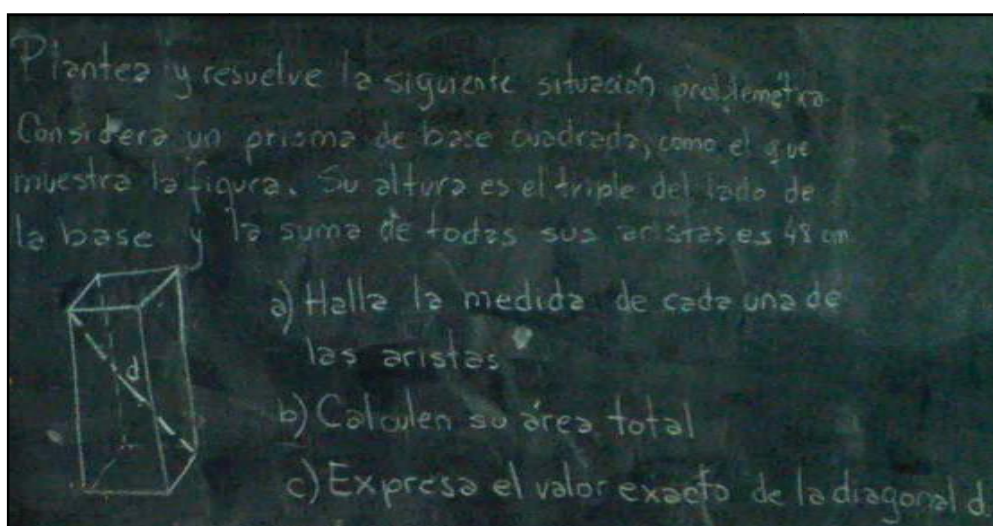 Plantea y resuelve la siguiente situación problemática
Considera un prisma de base cuadrada, como el que
muestra la figura. Su altura es el triple del lado de
la base y la suma de todas sus aristas es 48 cm
a) Halla la medida de cada una de
las aristas
d
b) Calculen su área total
c) Expresa el valor exacto de la diagonal d.